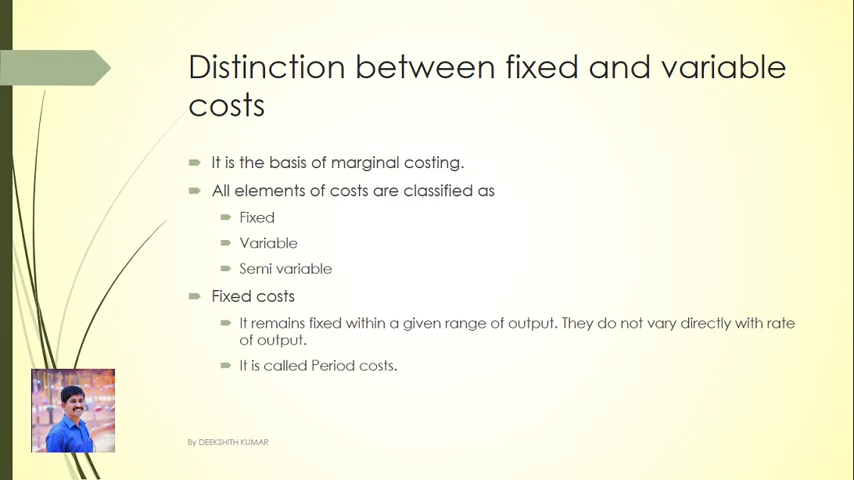 Distinction between fixed and variable
costs
It is the basis of marginal costing.
All elements of costs are classified as
Fixed
Variable
Semi variable
Fixed costs
It remains fixed within a given range of output. They do not vary directly with rate
of output.
It is called Period costs.
By DEEKSHITH KUMAR